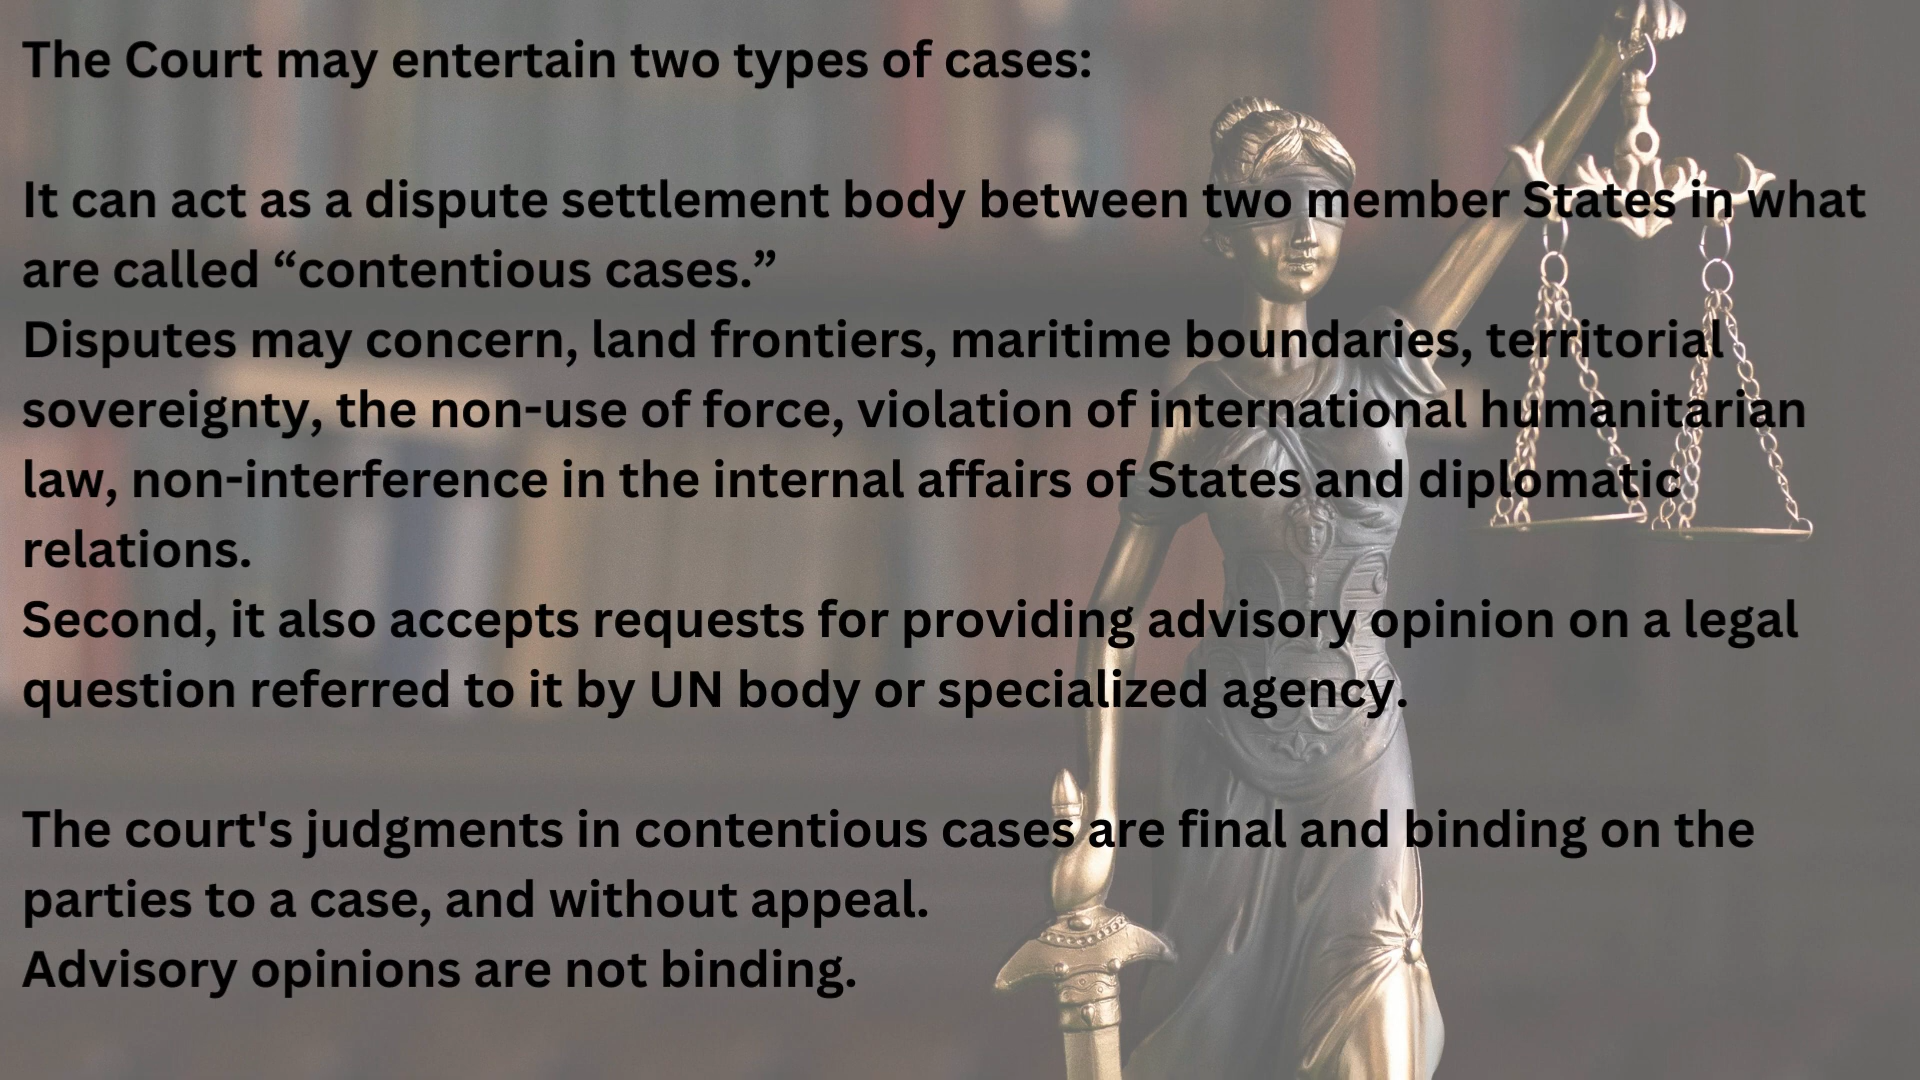 The Court may entertain two types of cases:
It can act as a dispute settlement body between two member States in what
are called “contentious cases.”
Disputes may concern, land frontiers, maritime boundaries, territorial
sovereignty, the non-use of force, violation of international humanitarian
law, non-interference in the internal affairs of States and diplomatic
relations.
Second, it also accepts requests for providing advisory opinion on a legal
question referred to it by UN body or specialized agency.
The court's judgments in contentious cases are final and binding on the
parties to a case, and without appeal.
Advisory opinions are not binding.